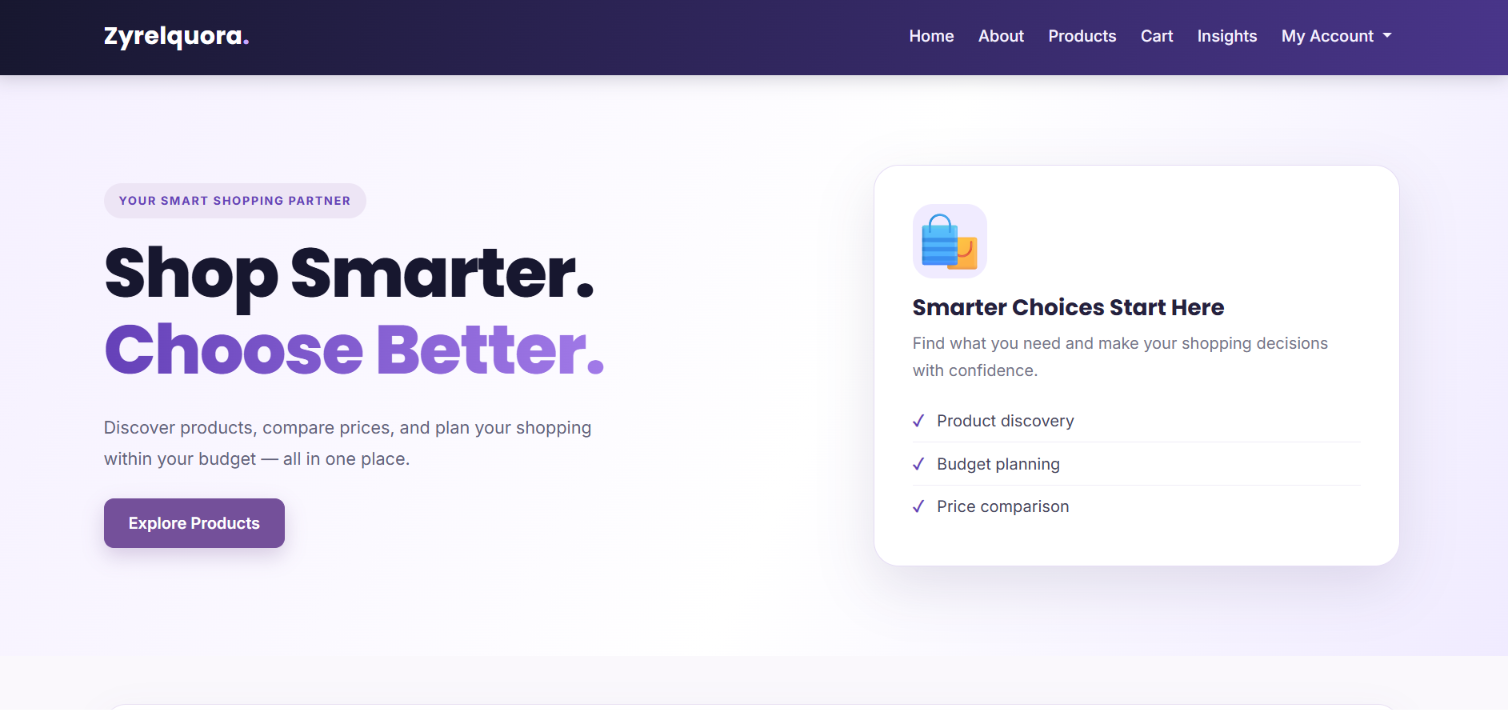 Zyrelquora.
Home About Products Cart Insights My Account
YOUR SMART SHOPPING PARTNER
Shop Smarter.
Choose Better.
Discover products, compare prices, and plan your shopping
within your budget — all in one place.
Explore Products
Smarter Choices Start Here
Find what you need and make your shopping decisions
with confidence.
✓ Product discovery
✓ Budget planning
✓ Price comparison